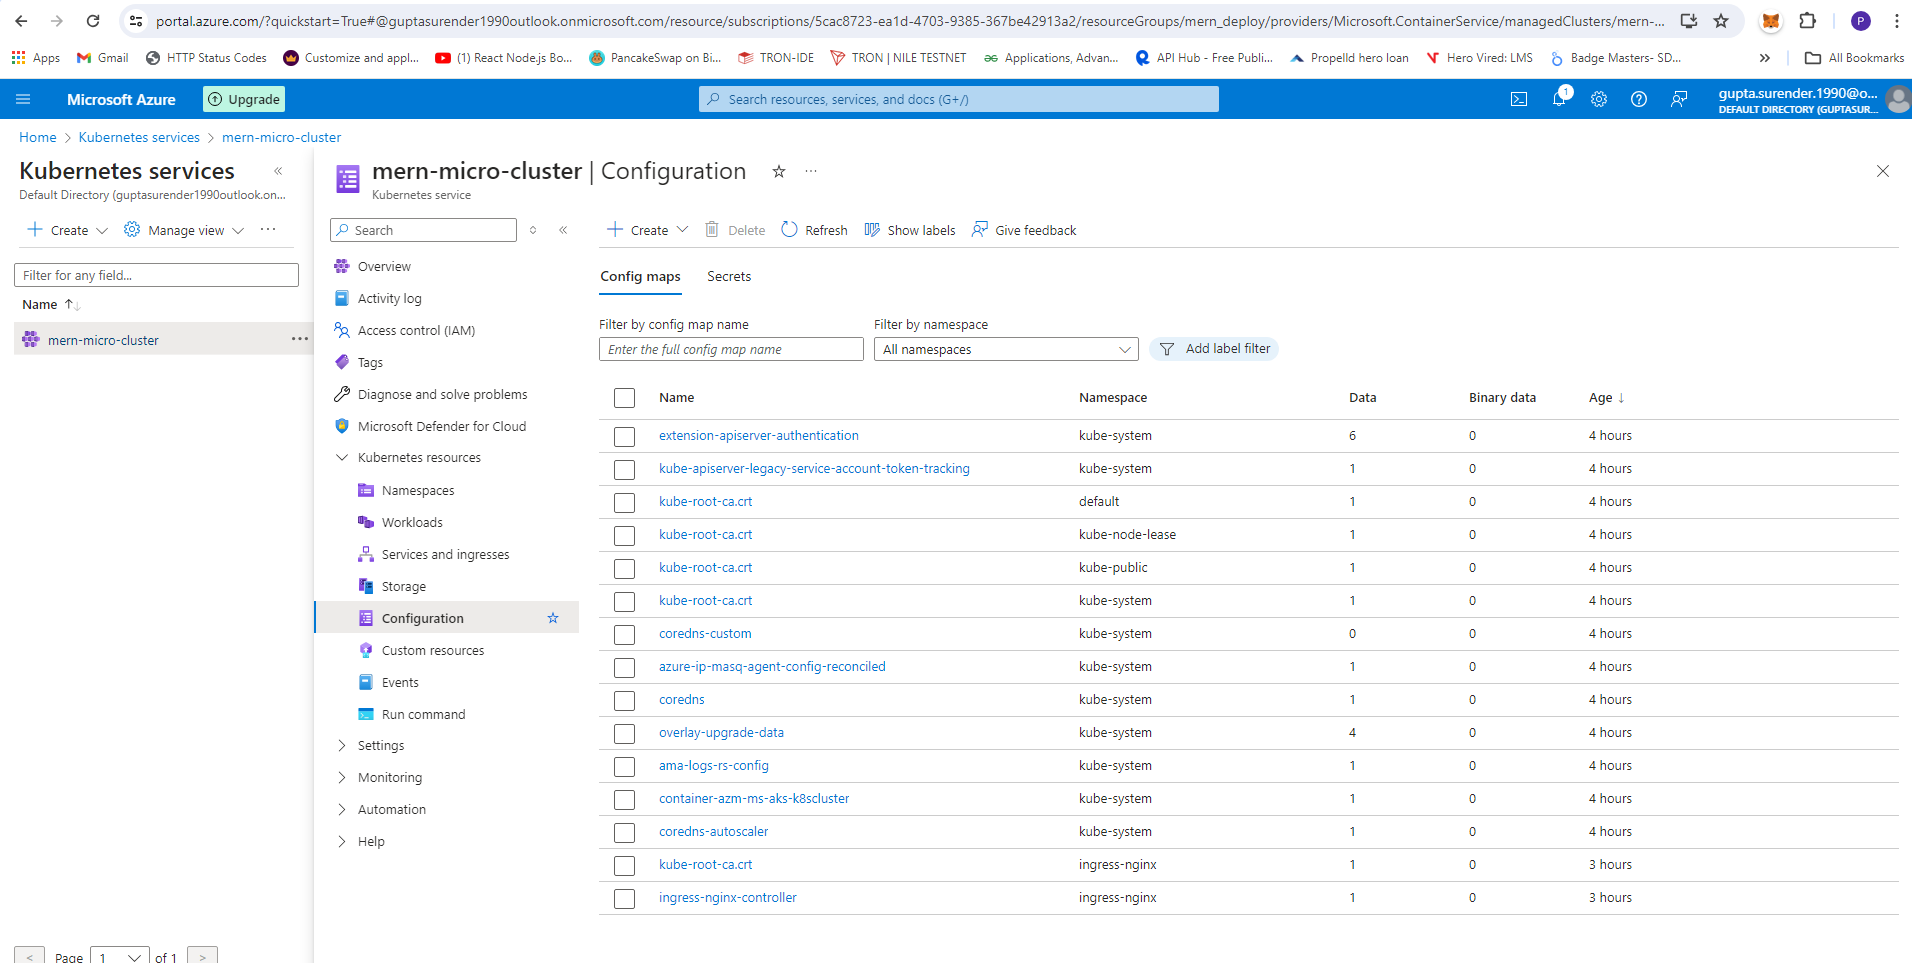 portal.azure.com/?quickstart=True#@guptasurender1990outlook.onmicrosoft.com/resource/subscriptions/5cac8723-ea1d-4703-9385-367be42913a2/resourceGroups/mern_deploy/providers/Microsoft.ContainerService/managedClusters/mern-...
P
Apps Gmail HTTP Status Codes Customize and appl... (1) React Node.js Bo... PancakeSwap on Bi... TRON-IDE TRON | NILE TESTNET Applications, Advan... API Hub - Free Publi... Propelld hero loan Hero Vired: LMS Badge Masters- SD... » All Bookmarks
Microsoft Azure Upgrade Search resources, services, and docs (G+/) 1 gupta.surender.1990@o...
DEFAULT DIRECTORY (GUPTASUR...
Home > Kubernetes services > mern-micro-cluster
Kubernetes services «
Default Directory (guptasurender1990outlook.on...
Create Manage view ...
Filter for any field...
Name ↑↓
mern-micro-cluster ...
< Page 1 of 1 >
mern-micro-cluster | Configuration ...
Kubernetes service
Search «
Overview
Activity log
Access control (IAM)
Tags
Diagnose and solve problems
Microsoft Defender for Cloud
Kubernetes resources
Namespaces
Workloads
Services and ingresses
Storage
Configuration
Custom resources
Events
Run command
Settings
Monitoring
Automation
Help
Create Delete Refresh Show labels Give feedback
Config maps Secrets
Filter by config map name Filter by namespace
Enter the full config map name All namespaces Add label filter
Name Namespace Data Binary data Age ↓
extension-apiserver-authentication kube-system 6 0 4 hours
kube-apiserver-legacy-service-account-token-tracking kube-system 1 0 4 hours
kube-root-ca.crt default 1 0 4 hours
kube-root-ca.crt kube-node-lease 1 0 4 hours
kube-root-ca.crt kube-public 1 0 4 hours
kube-root-ca.crt kube-system 1 0 4 hours
coredns-custom kube-system 0 0 4 hours
azure-ip-masq-agent-config-reconciled kube-system 1 0 4 hours
coredns kube-system 1 0 4 hours
overlay-upgrade-data kube-system 4 0 4 hours
ama-logs-rs-config kube-system 1 0 4 hours
container-azm-ms-aks-k8scluster kube-system 1 0 4 hours
coredns-autoscaler kube-system 1 0 4 hours
kube-root-ca.crt ingress-nginx 1 0 3 hours
ingress-nginx-controller ingress-nginx 1 0 3 hours